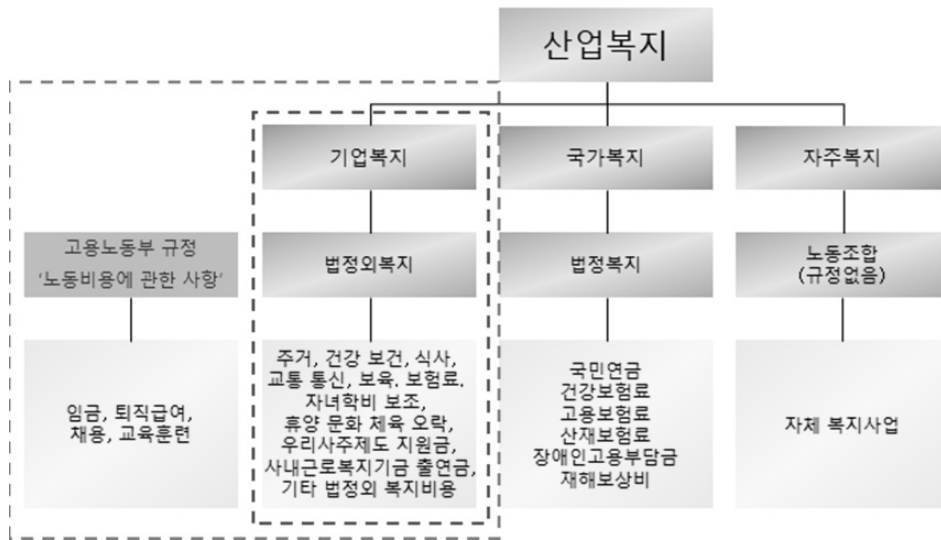 산업복지
기업복지
국가복지
자주복지
고용노동부 규정
‘노동비용에 관한 사항’
법정외복지
법정복지
노동조합
(규정없음)
임금, 퇴직급여,
채용, 교육훈련
주거, 건강 보건, 식사,
교통 통신, 보육. 보험료.
자녀학비 보조,
휴양 문화 체육 오락,
우리사주제도 지원금,
사내근로복지기금 출연금,
기타 법정외 복지비용
국민연금
건강보험료
고용보험료
산재보험료
장애인고용부담금
재해보상비
자체 복지사업